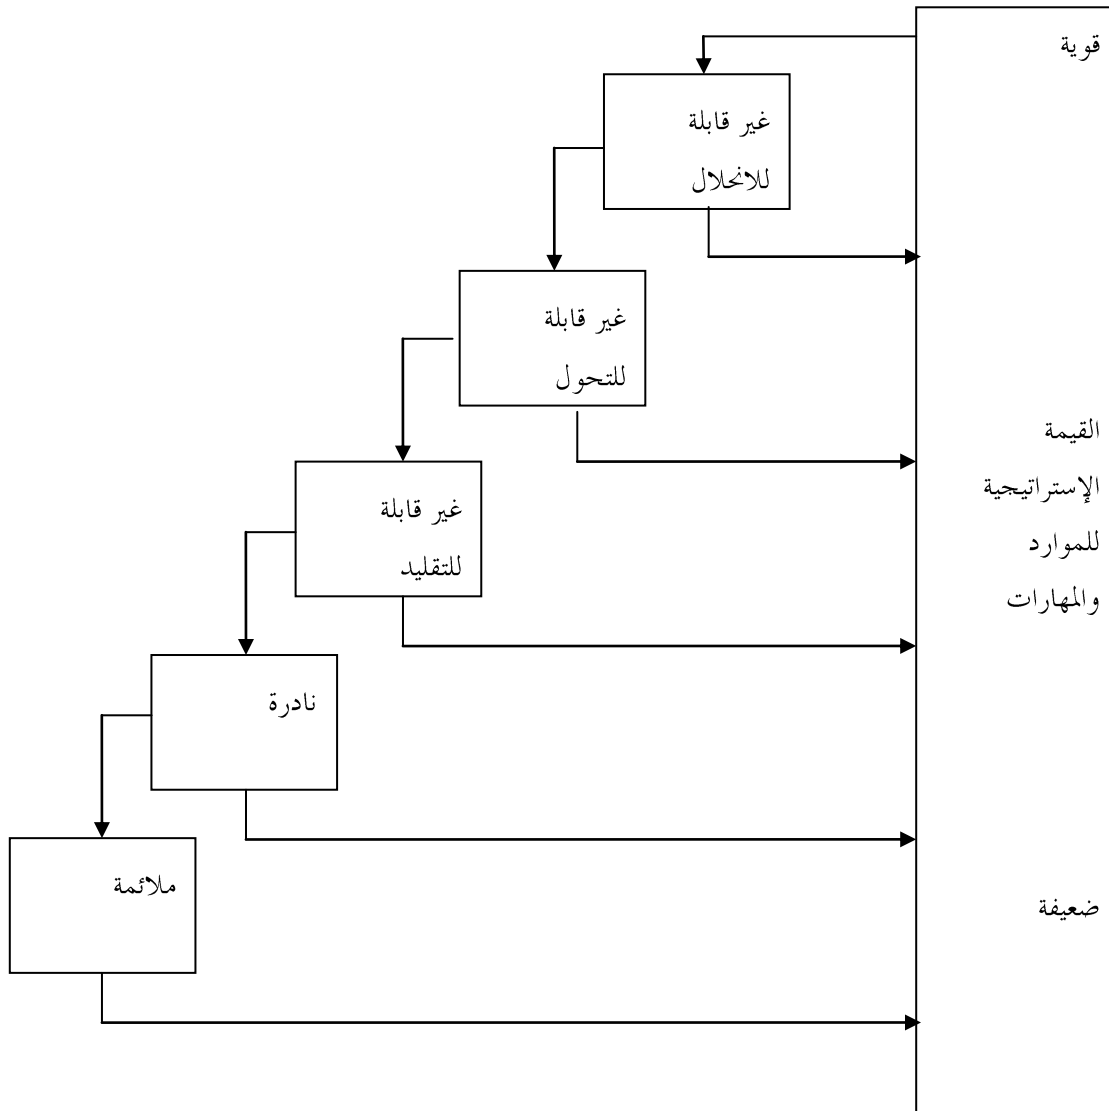 قوية
غير قابلة
للانحلال
غير قابلة
للتحول
القيمة
الإستراتيجية
للموارد
والمهارات
غير قابلة
للتقليد
نادرة
ملائمة
ضعيفة